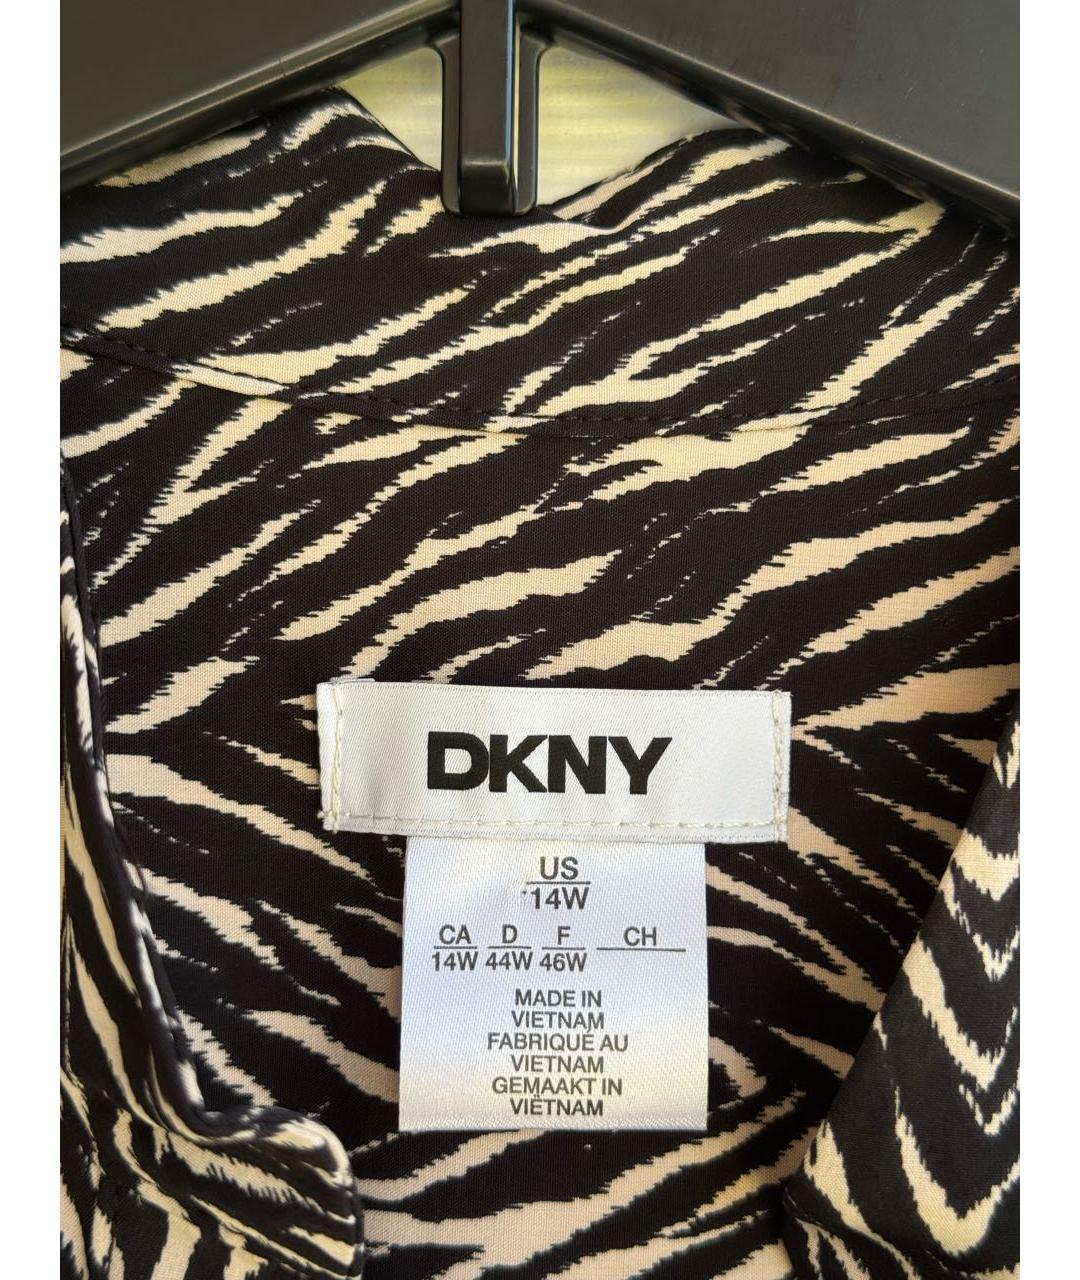 DKNY
US
14W
CA D F CH
14W 44W 46W
MADE IN
VIETNAM
FABRIQUÉ AU
VIETNAM
GEMAAKT IN
VIËTNAM